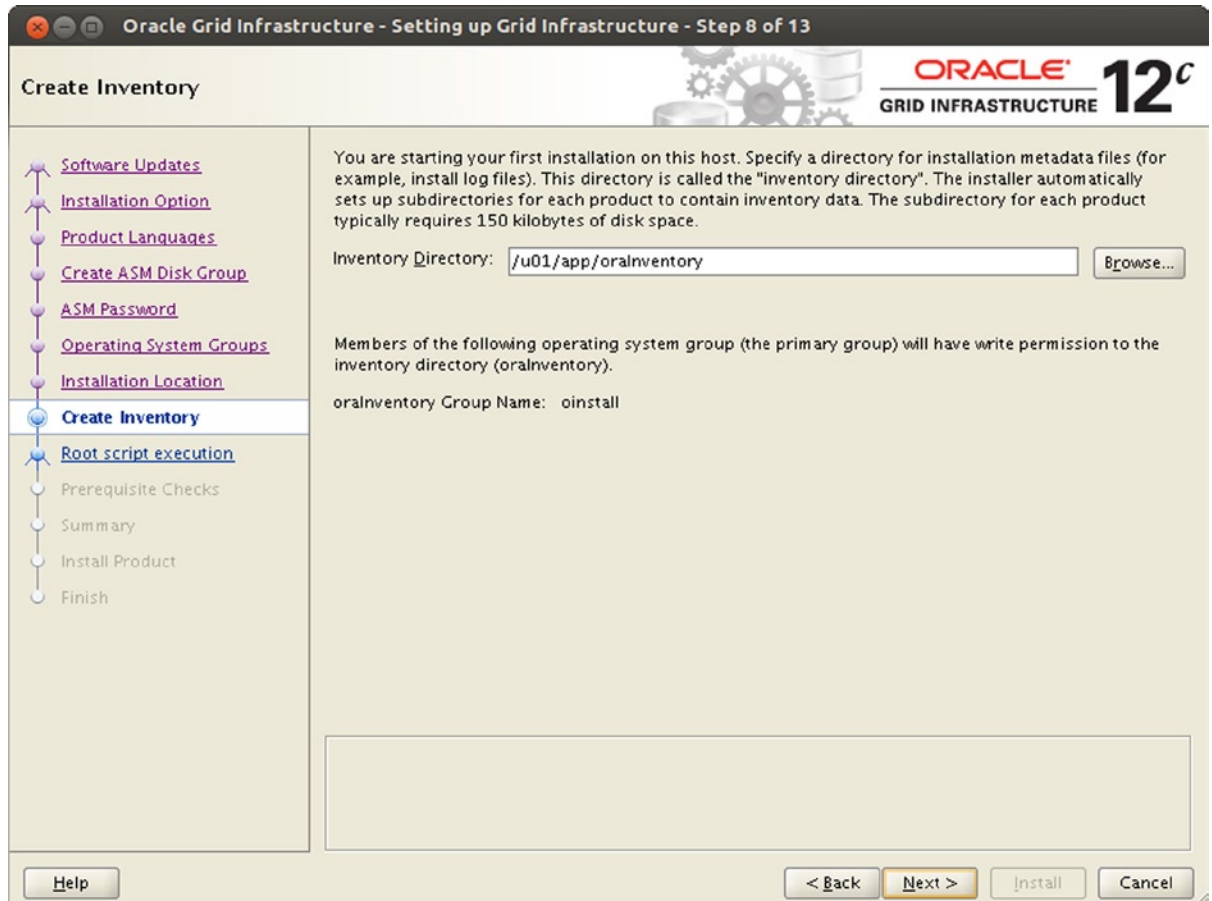 Oracle Grid Infrastructure - Setting up Grid Infrastructure - Step 8 of 13
Create Inventory
ORACLE
GRID INFRASTRUCTURE
12c
Software Updates
Installation Option
Product Languages
Create ASM Disk Group
ASM Password
Operating System Groups
Installation Location
Create Inventory
Root script execution
Prerequisite Checks
Summary
Install Product
Finish
You are starting your first installation on this host. Specify a directory for installation metadata files (for
example, install log files). This directory is called the "inventory directory". The installer automatically
sets up subdirectories for each product to contain inventory data. The subdirectory for each product
typically requires 150 kilobytes of disk space.
Inventory Directory: /u01/app/oraInventory Browse...
Members of the following operating system group (the primary group) will have write permission to the
inventory directory (oraInventory).
oraInventory Group Name: oinstall
Help < Back Next > Install Cancel